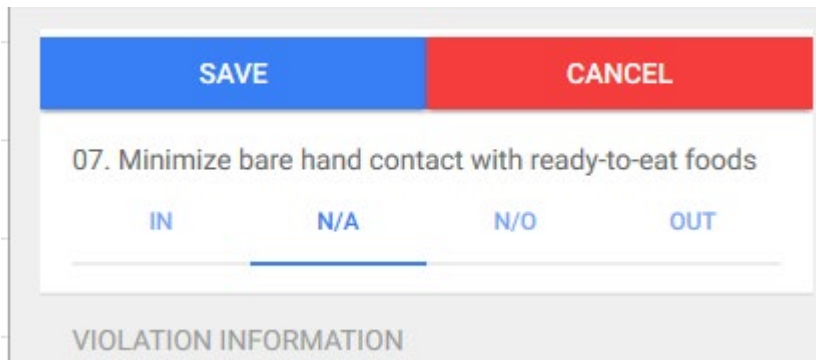 SAVE CANCEL
07. Minimize bare hand contact with ready-to-eat foods
IN N/A N/O OUT
VIOLATION INFORMATION